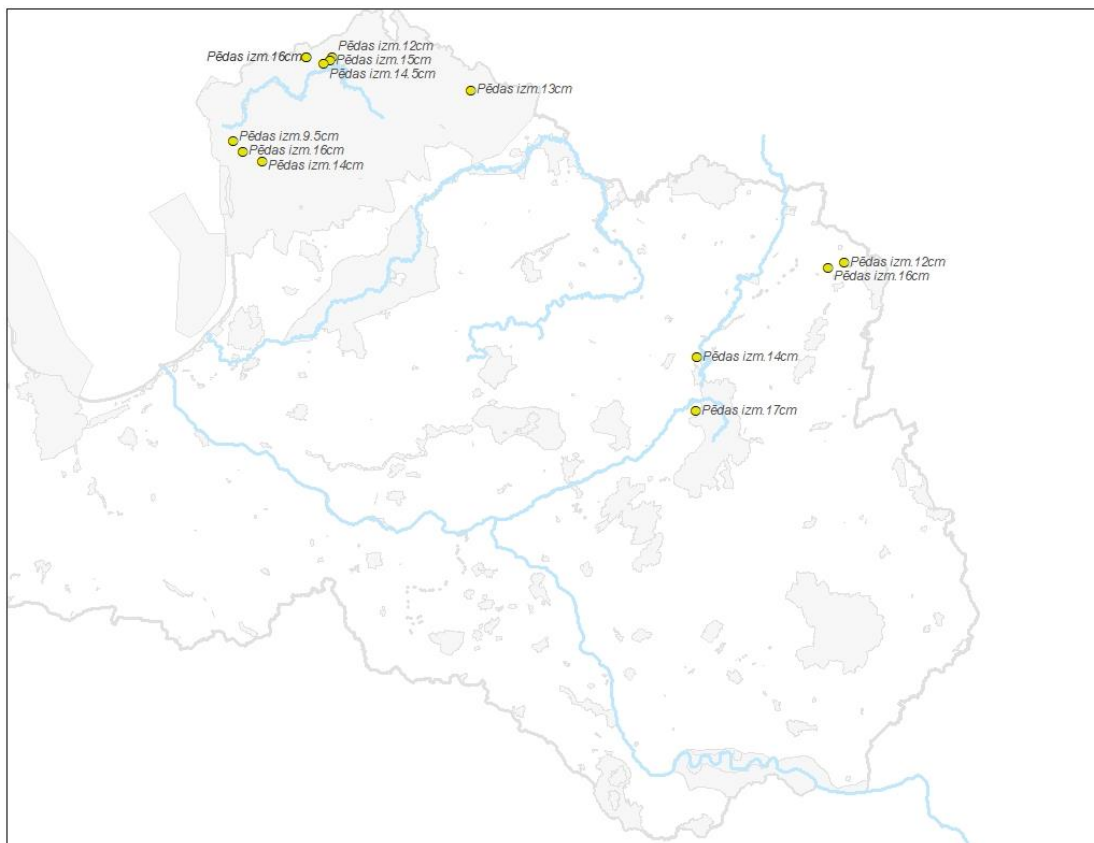 Pēdas izm.12cm
Pēdas izm.16cm
Pēdas izm.15cm
Pēdas izm.14.5cm
Pēdas izm.13cm
Pēdas izm.9.5cm
Pēdas izm.16cm
Pēdas izm.14cm
Pēdas izm.12cm
Pēdas izm.16cm
Pēdas izm.14cm
Pēdas izm.17cm